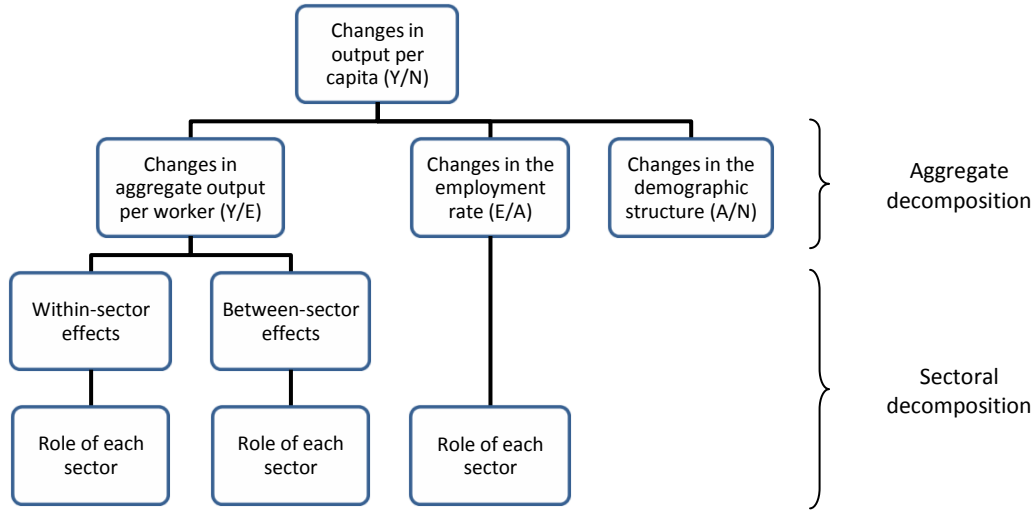 Changes in
output per
capita (Y/N)
Changes in
aggregate output
per worker (Y/E)
Changes in the
employment
rate (E/A)
Changes in the
demographic
structure (A/N)
Aggregate
decomposition
Within-sector
effects
Between-sector
effects
Sectoral
decomposition
Role of each
sector
Role of each
sector
Role of each
sector